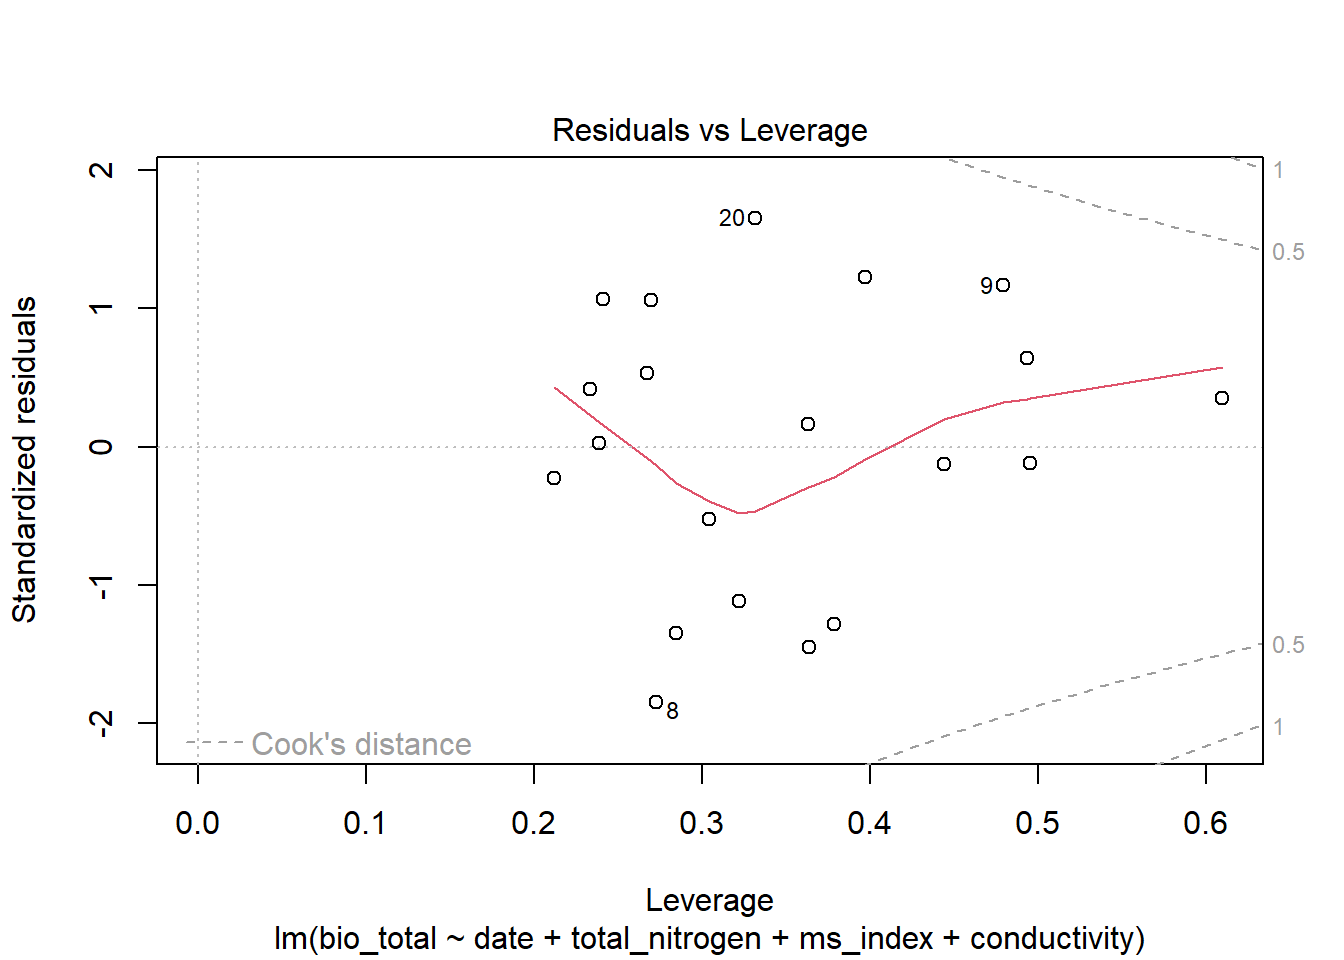 Residuals vs Leverage
Standardized residuals
2
1
0
-1
-2
20
9
8
1
0.5
0.5
1
Cook's distance
0.0 0.1 0.2 0.3 0.4 0.5 0.6
Leverage
lm(bio_total ~ date + total_nitrogen + ms_index + conductivity)